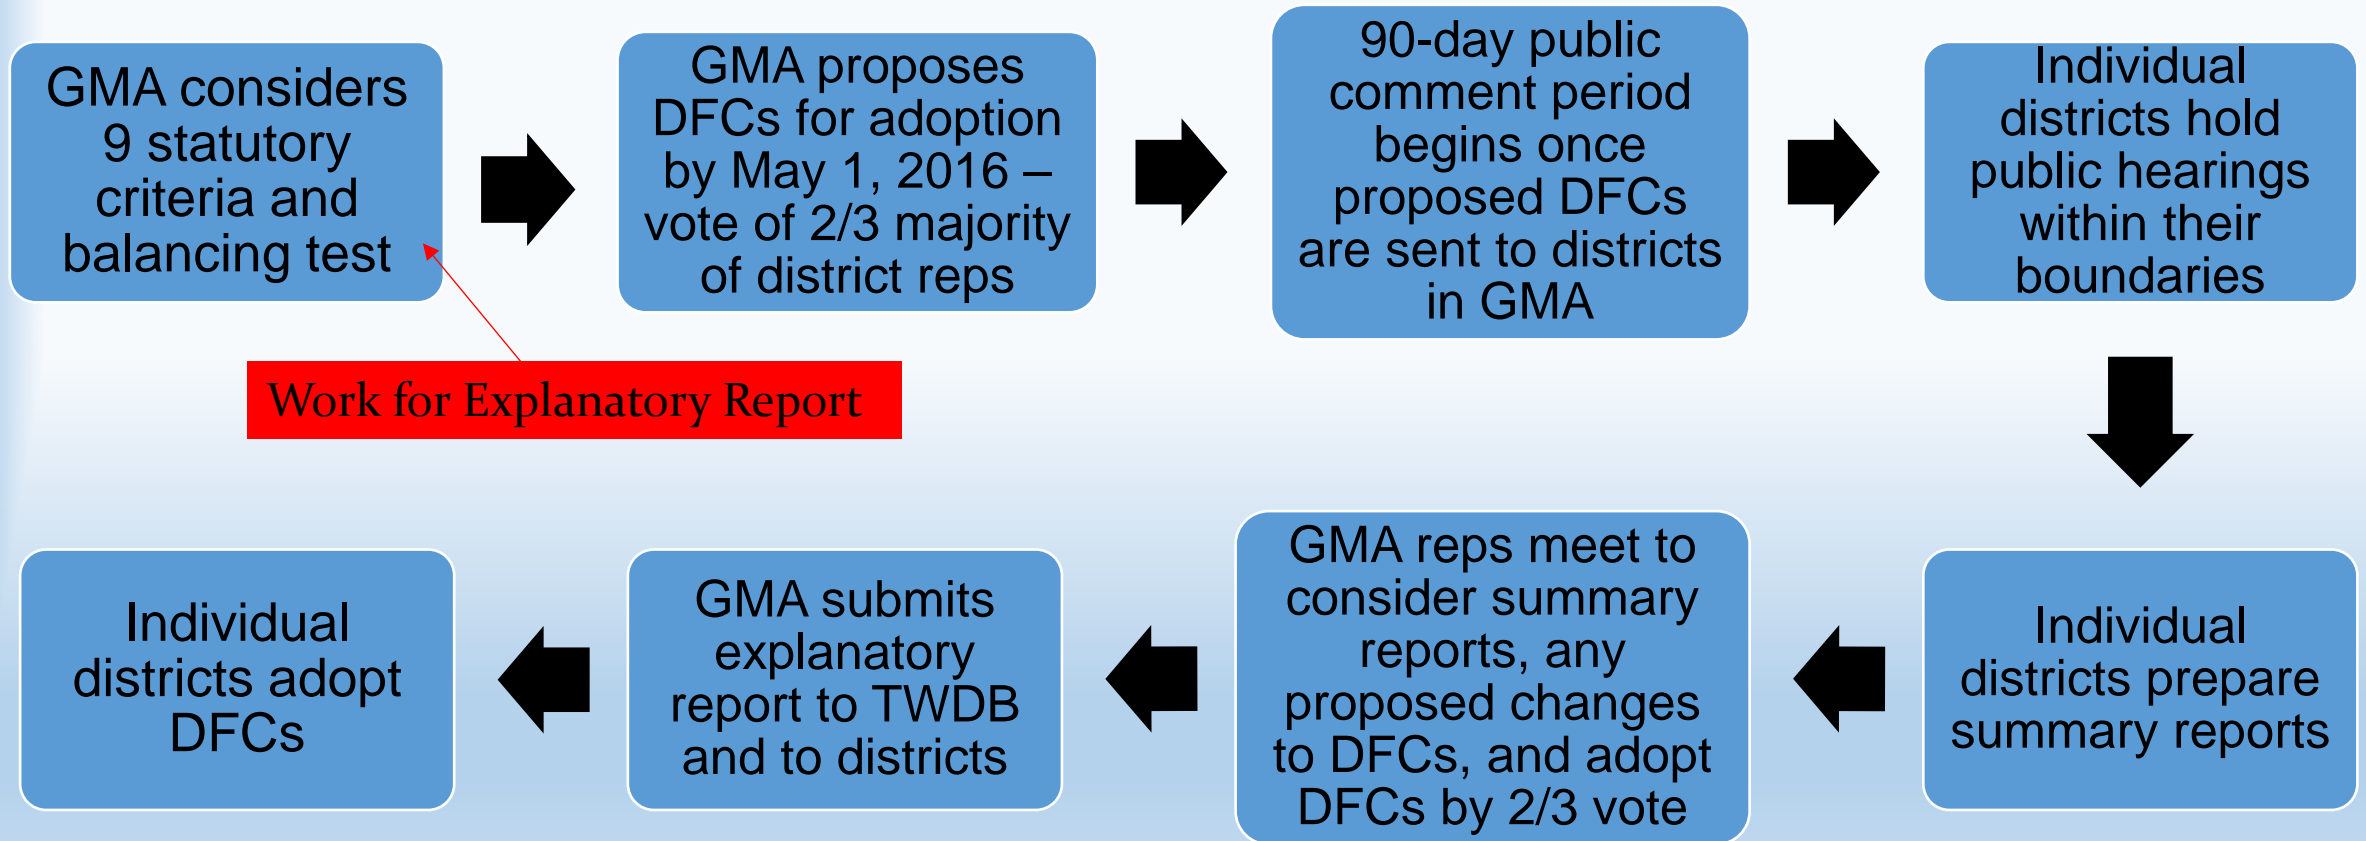 GMA considers
9 statutory
criteria and
balancing test
GMA proposes
DFCs for adoption
by May 1, 2016 –
vote of 2/3 majority
of district reps
90-day public
comment period
begins once
proposed DFCs
are sent to districts
in GMA
Individual
districts hold
public hearings
within their
boundaries
Work for Explanatory Report
Individual
districts prepare
summary reports
GMA reps meet to
consider summary
reports, any
proposed changes
to DFCs, and adopt
DFCs by 2/3 vote
GMA submits
explanatory
report to TWDB
and to districts
Individual
districts adopt
DFCs